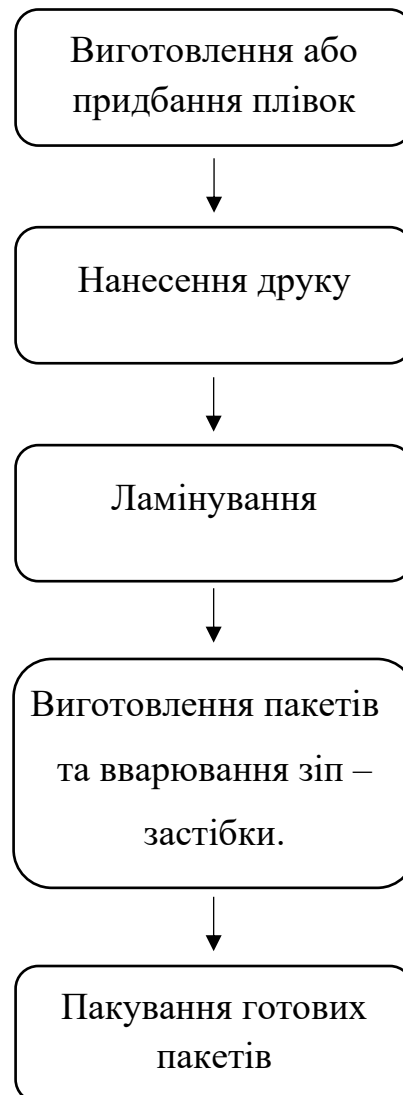 Виготовлення або
придбання плівок
Нанесення друку
Ламінування
Виготовлення пакетів
та вварювання зіп –
застібки.
Пакування готових
пакетів